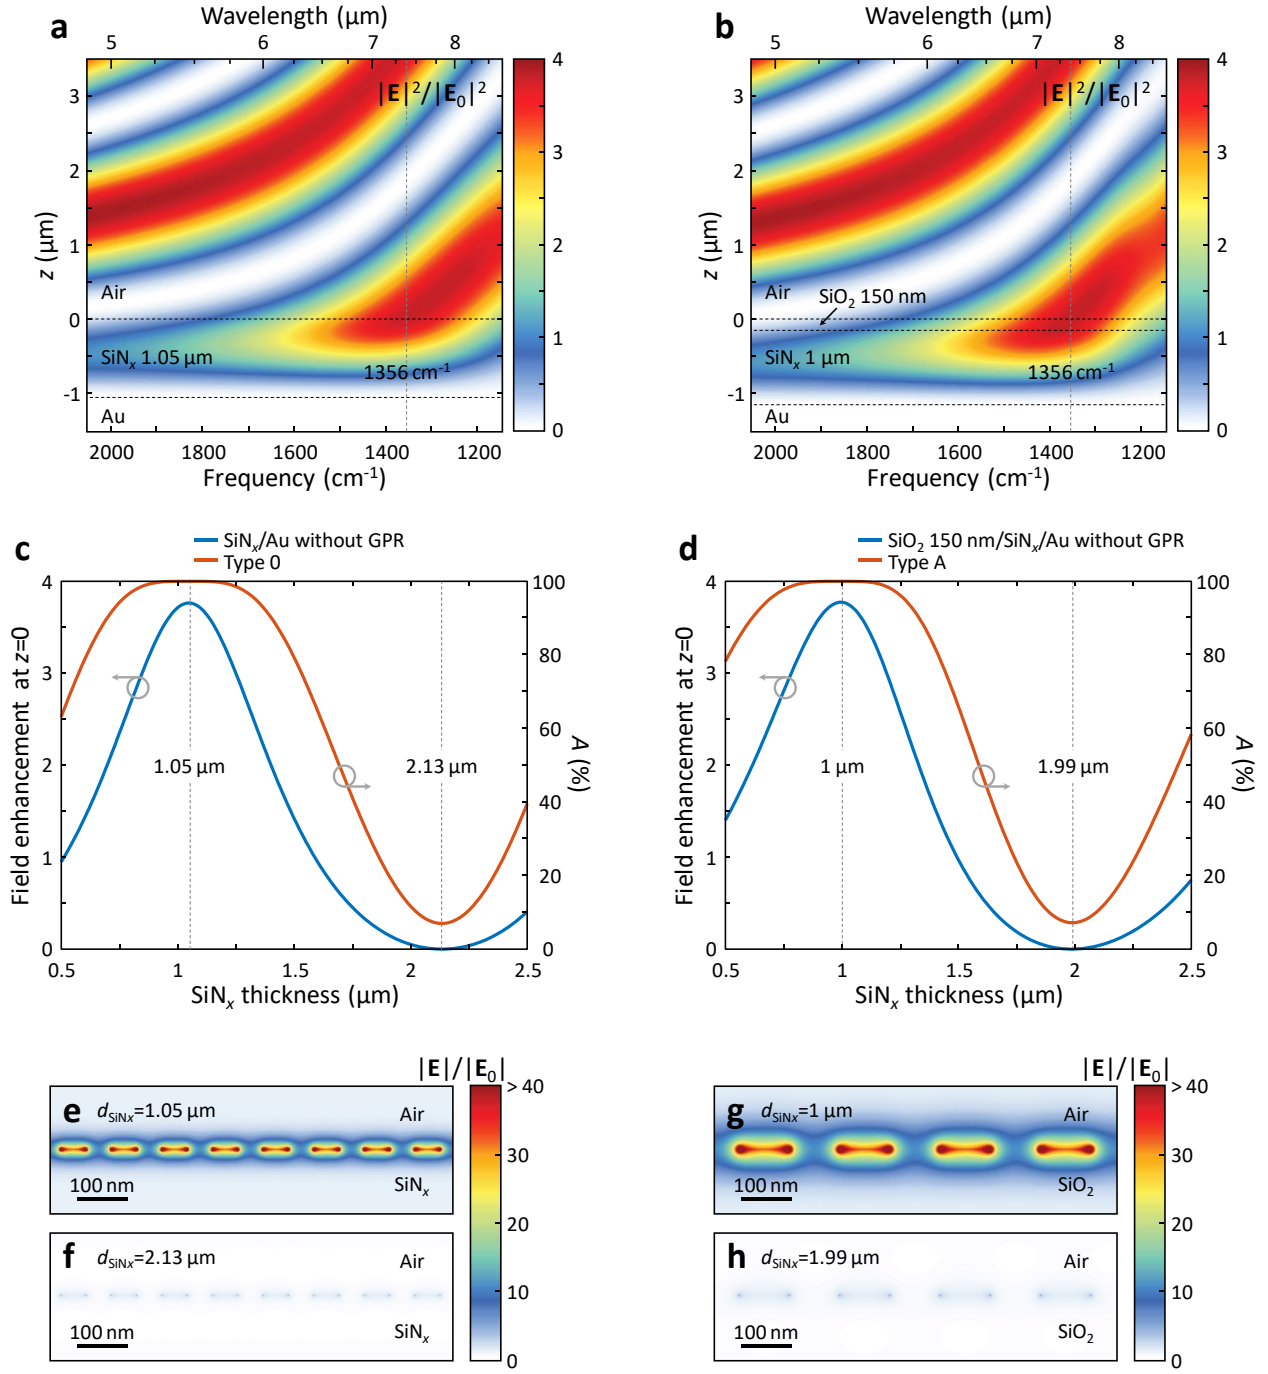 a
Wavelength (μm)
5 6 7 8
|E|²/|E₀|²
z (μm)
3
2
1
0
-1
Air
SiNₓ 1.05 μm
1356 cm⁻¹
Au
2000 1800 1600 1400 1200
Frequency (cm⁻¹)
4
3
2
1
0
b
Wavelength (μm)
5 6 7 8
|E|²/|E₀|²
z (μm)
3
2
1
0
-1
Air
SiO₂ 150 nm
SiNₓ 1 μm
1356 cm⁻¹
Au
2000 1800 1600 1400 1200
Frequency (cm⁻¹)
4
3
2
1
0
c
SiNₓ/Au without GPR
Type 0
Field enhancement at z=0
4
3
2
1
0
1.05 μm
2.13 μm
100
80
60
40
20
0
A (%)
0.5 1 1.5 2 2.5
SiNₓ thickness (μm)
d
SiO₂ 150 nm/SiNₓ/Au without GPR
Type A
Field enhancement at z=0
4
3
2
1
0
1 μm
1.99 μm
100
80
60
40
20
0
A (%)
0.5 1 1.5 2 2.5
SiNₓ thickness (μm)
|E|/|E₀|
e
d_SiNₓ=1.05 μm
Air
100 nm
SiNₓ
f
d_SiNₓ=2.13 μm
Air
100 nm
SiNₓ
> 40
30
20
10
0
|E|/|E₀|
g
d_SiNₓ=1 μm
Air
100 nm
SiO₂
h
d_SiNₓ=1.99 μm
Air
100 nm
SiO₂
> 40
30
20
10
0